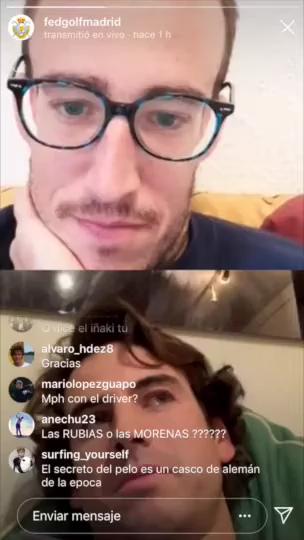 fedgolfmadrid
transmitió en vivo · hace 1 h
dice el iñaki tú
alvaro_hdez8
Gracias
mariolopezguapo
Mph con el driver?
anechu23
Las RUBIAS o las MORENAS ??????
surfing_yourself
El secreto del pelo es un casco de alemán
de la epoca
Enviar mensaje